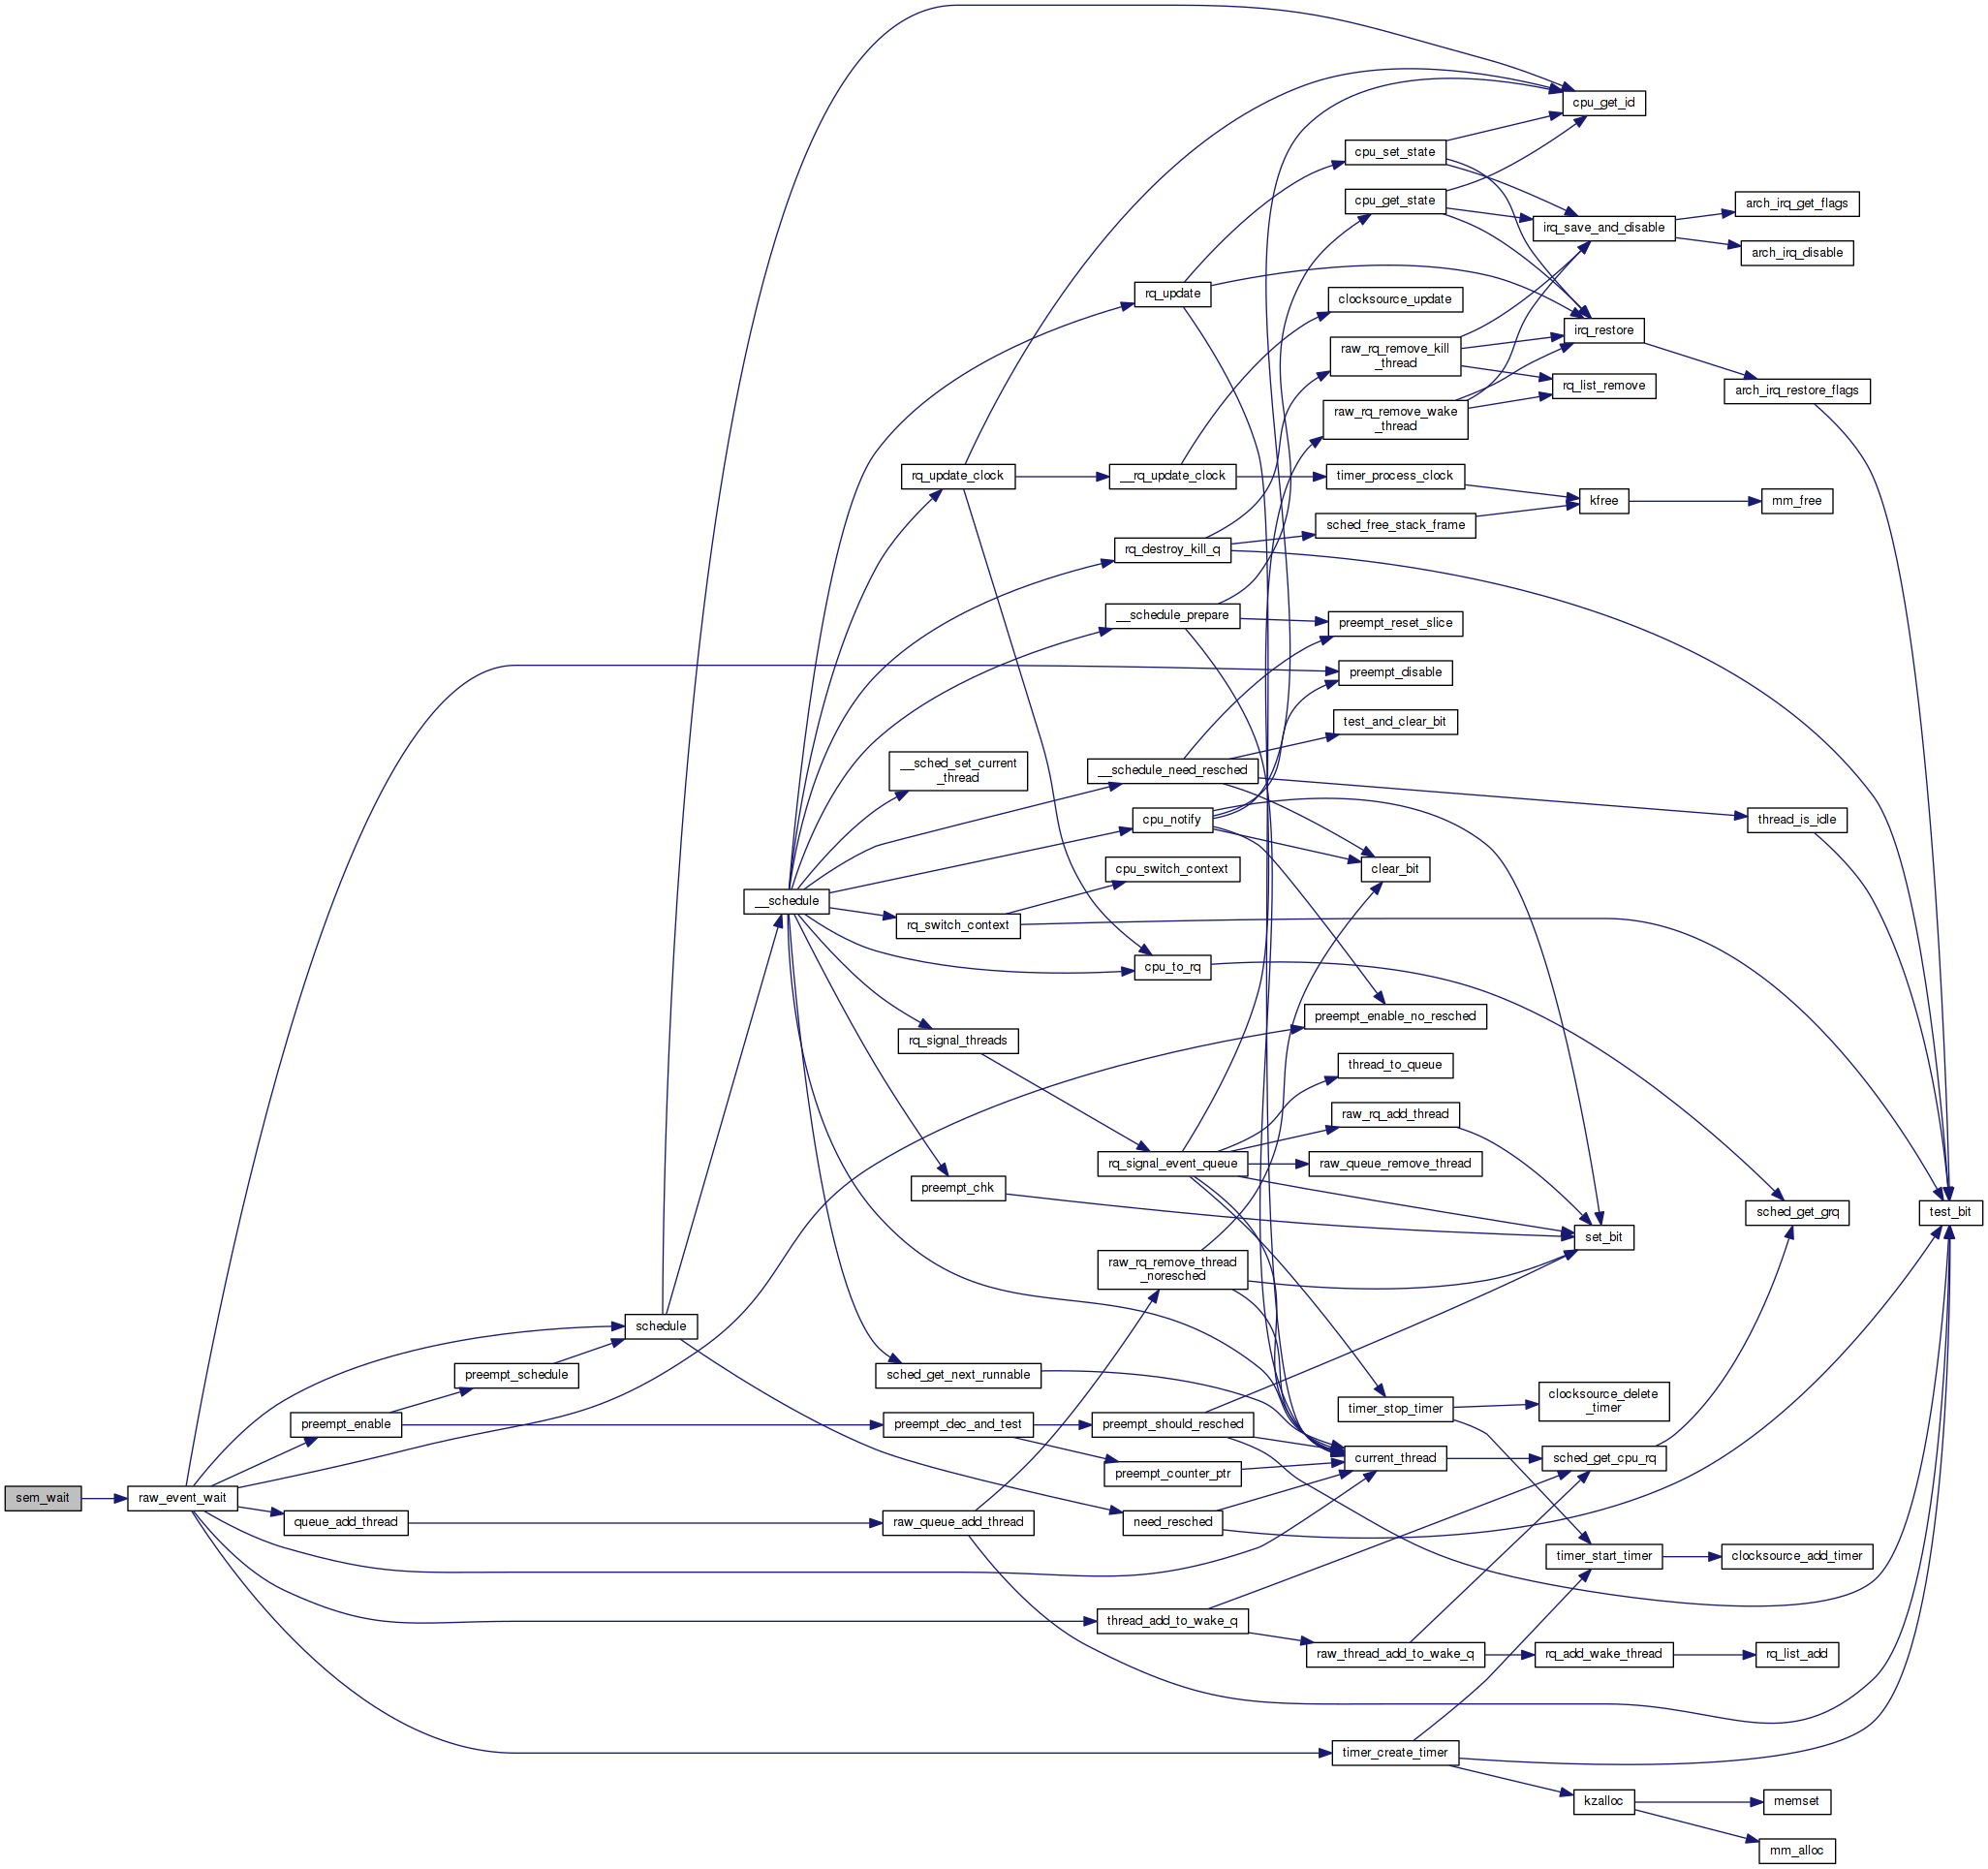 cpu_get_id
cpu_set_state
cpu_get_state
arch_irq_get_flags
irq_save_and_disable
arch_irq_disable
rq_update
clocksource_update
irq_restore
raw_rq_remove_kill
_thread
rq_list_remove
arch_irq_restore_flags
raw_rq_remove_wake
_thread
rq_update_clock
__rq_update_clock
timer_process_clock
kfree
mm_free
sched_free_stack_frame
rq_destroy_kill_q
__schedule_prepare
preempt_reset_slice
preempt_disable
test_and_clear_bit
__sched_set_current
_thread
__schedule_need_resched
cpu_notify
thread_is_idle
cpu_switch_context
clear_bit
__schedule
rq_switch_context
cpu_to_rq
preempt_enable_no_resched
rq_signal_threads
thread_to_queue
raw_rq_add_thread
rq_signal_event_queue
raw_queue_remove_thread
preempt_chk
sched_get_grq
test_bit
set_bit
raw_rq_remove_thread
_noresched
schedule
preempt_schedule
sched_get_next_runnable
timer_stop_timer
clocksource_delete
_timer
preempt_enable
preempt_dec_and_test
preempt_should_resched
current_thread
sched_get_cpu_rq
preempt_counter_ptr
sem_wait
raw_event_wait
queue_add_thread
raw_queue_add_thread
need_resched
timer_start_timer
clocksource_add_timer
thread_add_to_wake_q
raw_thread_add_to_wake_q
rq_add_wake_thread
rq_list_add
timer_create_timer
kzalloc
memset
mm_alloc